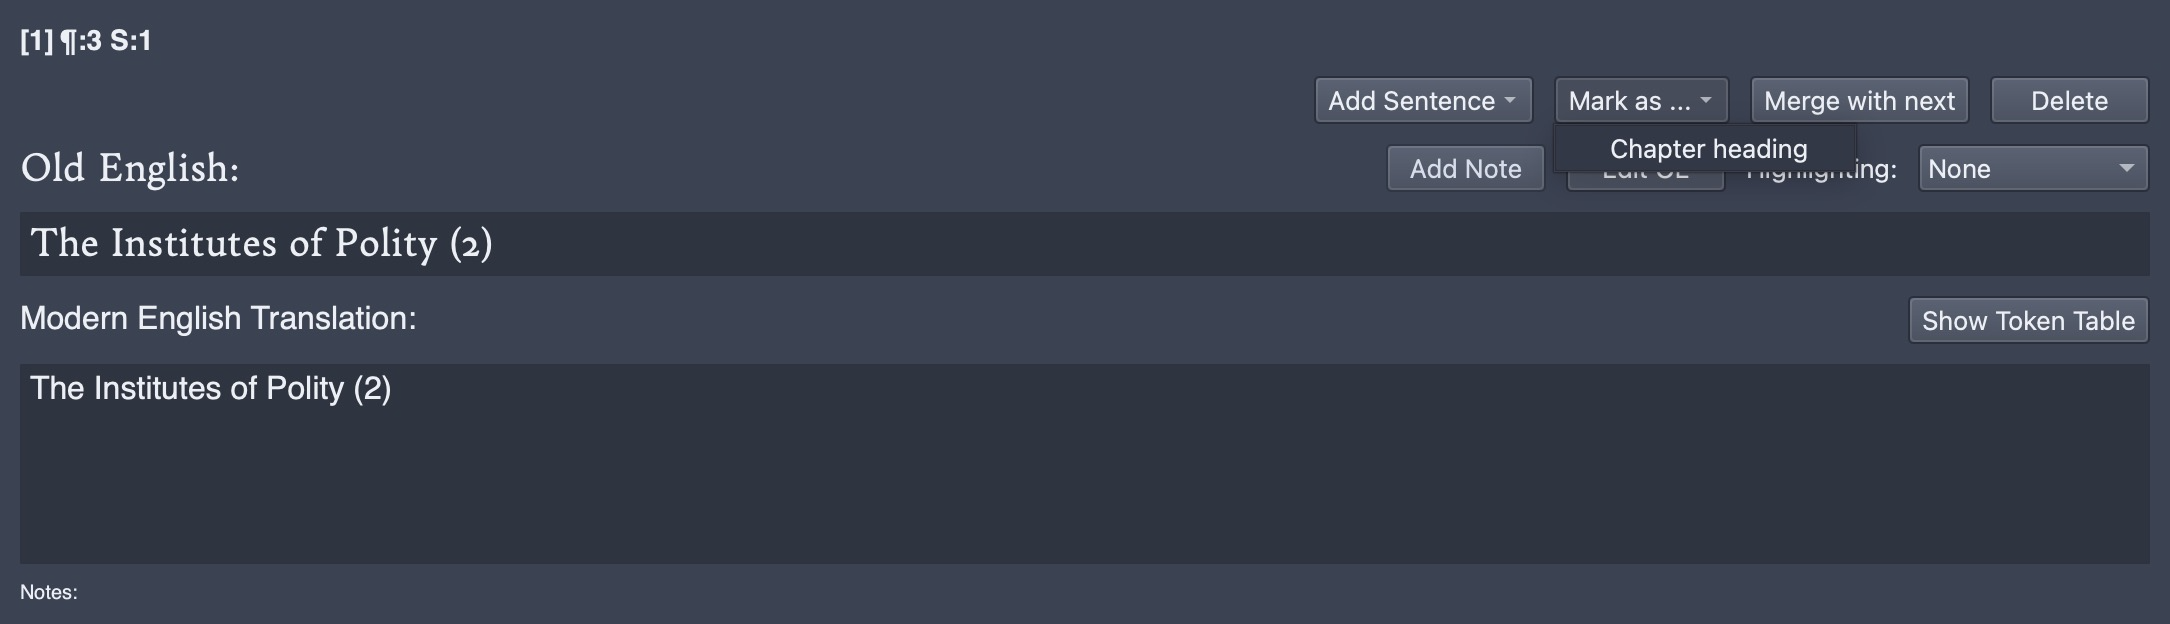 [1] ¶:3 S:1
Add Sentence
Mark as ...
Merge with next
Delete
Chapter heading
Old English:
Add Note
Highlighting:
None
The Institutes of Polity (2)
Modern English Translation:
Show Token Table
The Institutes of Polity (2)
Notes: